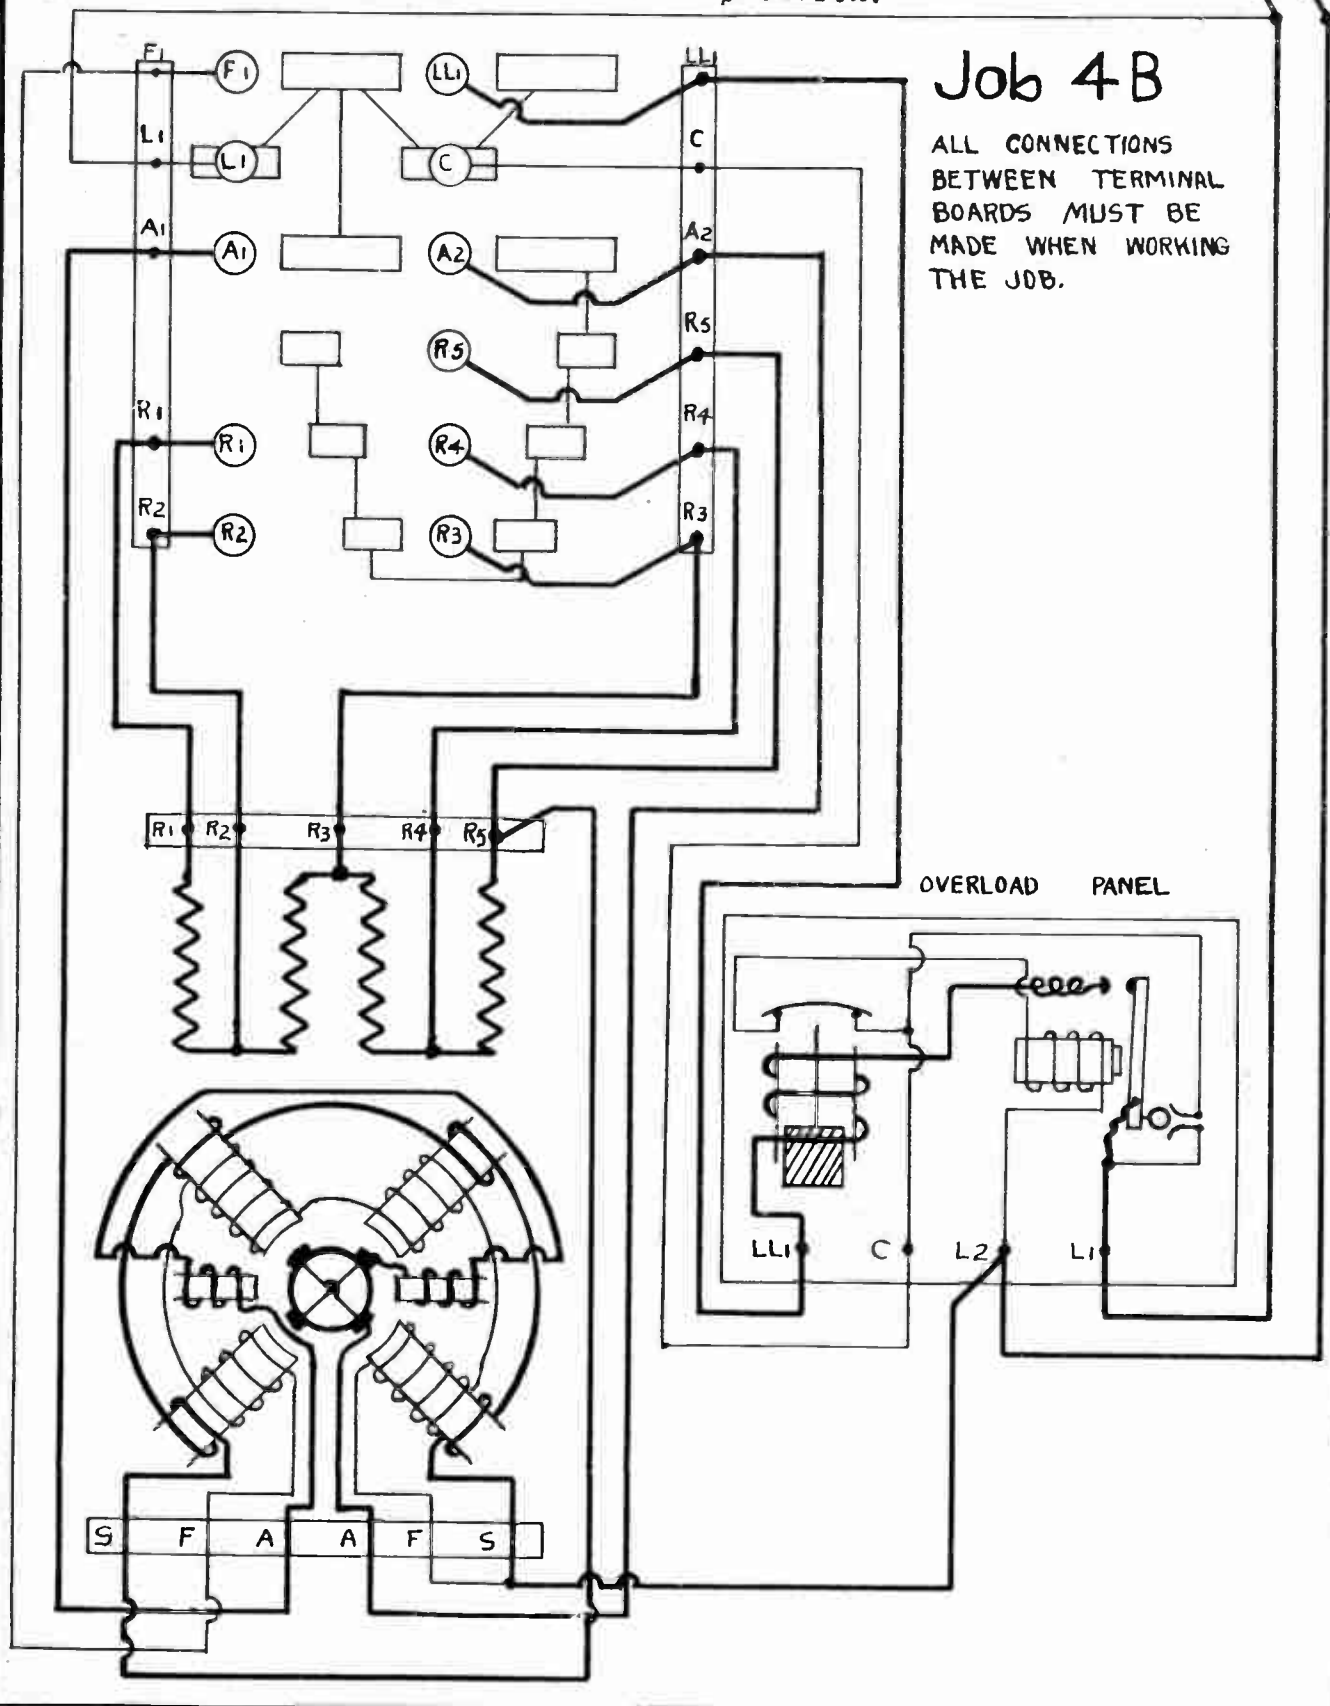 Job 4B
ALL CONNECTIONS
BETWEEN TERMINAL
BOARDS MUST BE
MADE WHEN WORKING
THE JOB.
F1 F1 LL1 LL1
L1 L1 C C
A1 A1 A2 A2
R5 R5
R1 R1 R4 R4
R2 R2 R3 R3
R1 R2 R3 R4 R5
OVERLOAD PANEL
LL1 C L2 L1
S F A A F S